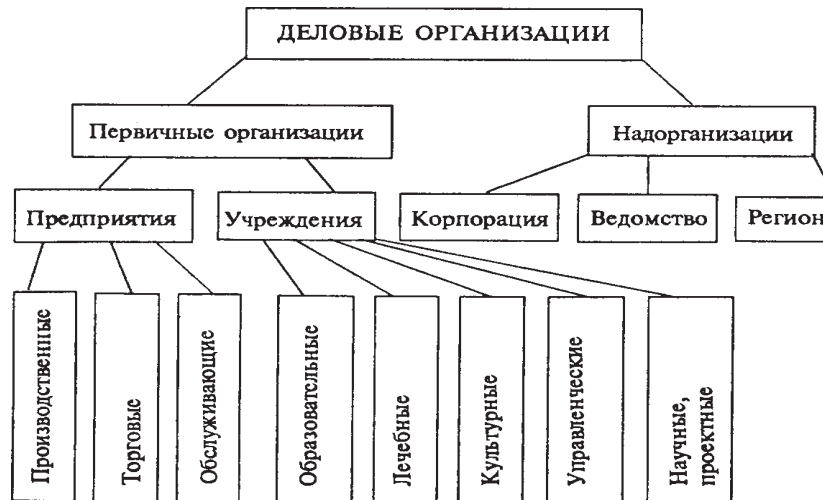 ДЕЛОВЫЕ ОРГАНИЗАЦИИ
Первичные организации
Надорганизации
Предприятия
Учреждения
Корпорация
Ведомство
Регион
Производственные
Торговые
Обслуживающие
Образовательные
Лечебные
Культурные
Управленческие
Научные,
проектные